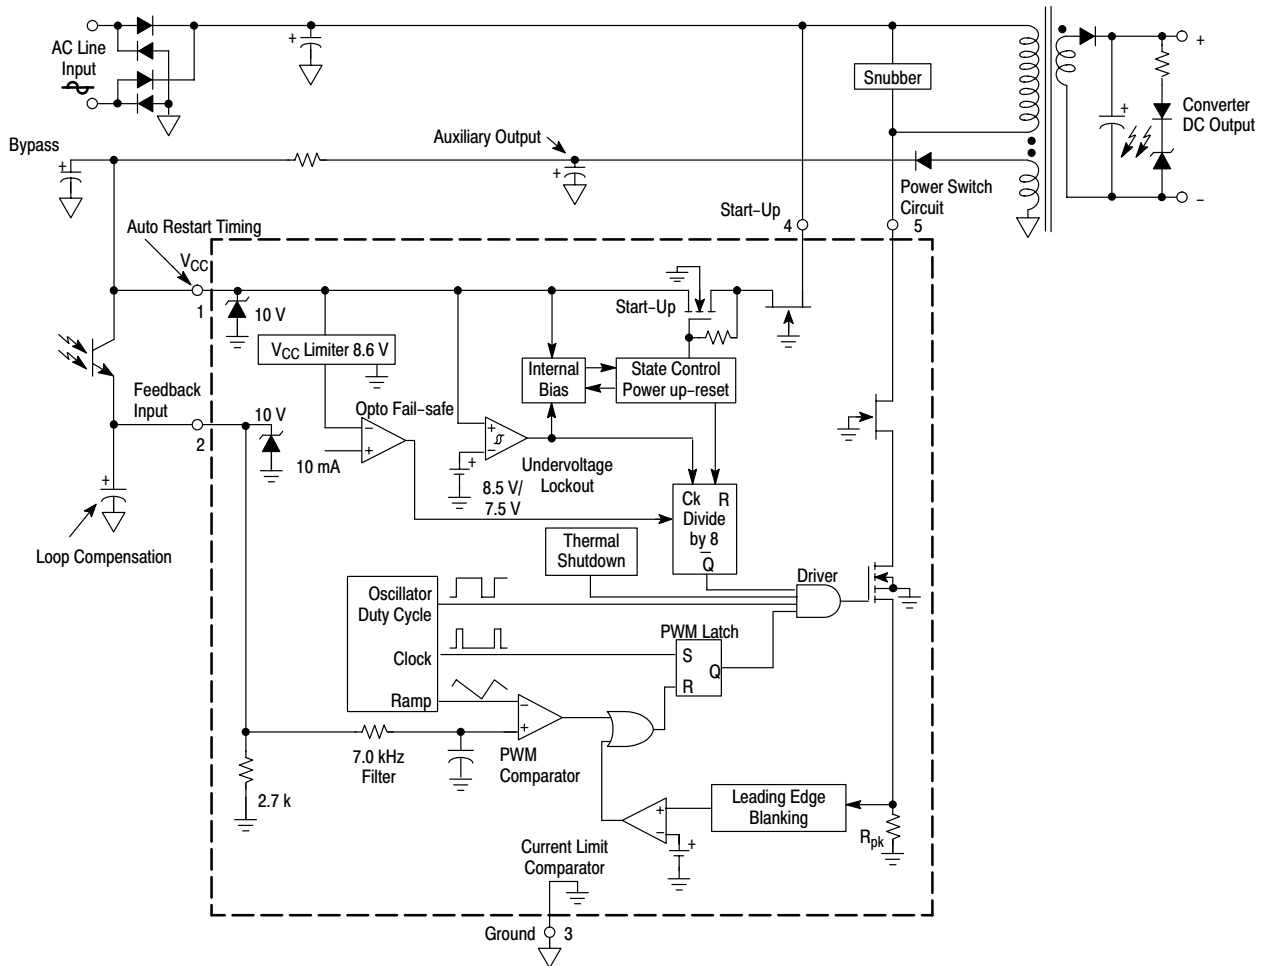 AC Line
Input
+
Snubber
+
+
Converter
DC Output
−
Bypass
+
Auxiliary Output
+
Power Switch
Circuit
Start−Up
4
5
Auto Restart Timing
VCC
1
10 V
Start−Up
VCC Limiter 8.6 V
Internal
Bias
State Control
Power up−reset
Feedback
Input
2
10 V
Opto Fail−safe
−
+
10 mA
+
−
+
Undervoltage
Lockout
8.5 V/
7.5 V
Ck R
Divide
by 8
Q
+
Loop Compensation
Thermal
Shutdown
Driver
Oscillator
Duty Cycle
Clock
Ramp
PWM Latch
S
Q
R
−
+
PWM
Comparator
7.0 kHz
Filter
2.7 k
Leading Edge
Blanking
+
−
+
Rpk
Current Limit
Comparator
Ground
3